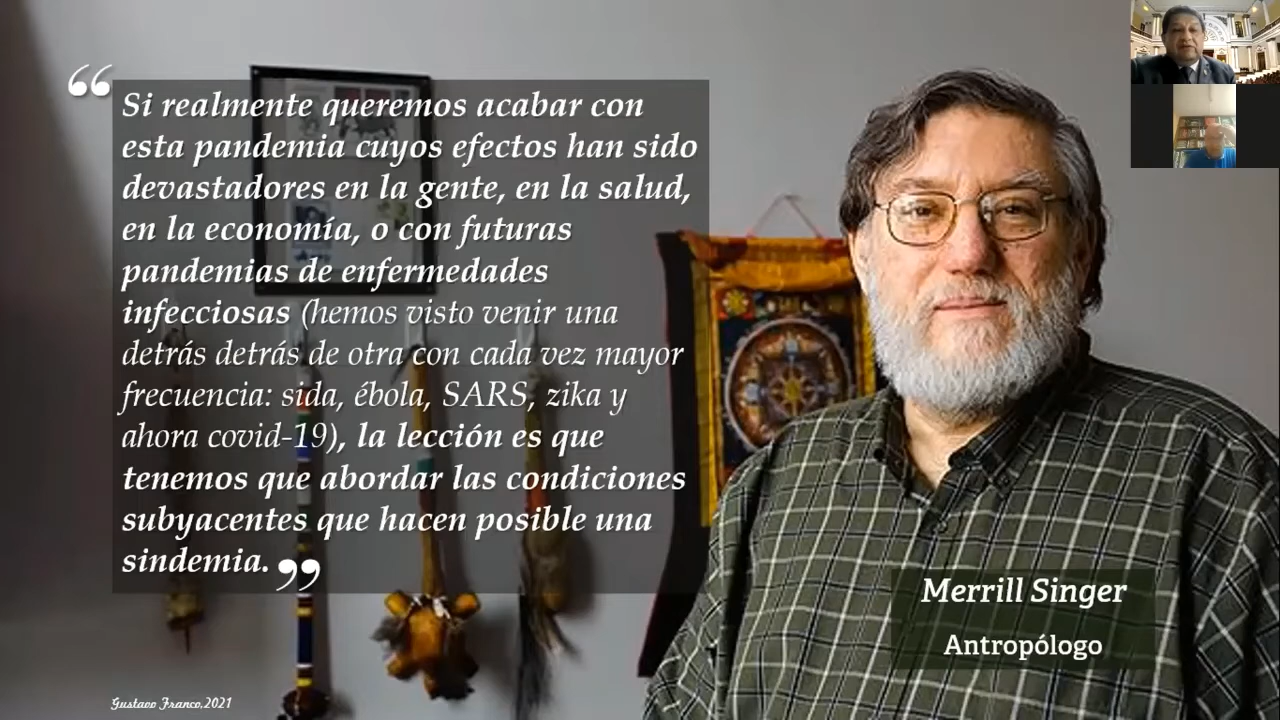 “
Si realmente queremos acabar con
esta pandemia cuyos efectos han sido
devastadores en la gente, en la salud,
en la economía, o con futuras
pandemias de enfermedades
infecciosas (hemos visto venir una
detrás detrás de otra con cada vez mayor
frecuencia: sida, ébola, SARS, zika y
ahora covid-19), la lección es que
tenemos que abordar las condiciones
subyacentes que hacen posible una
sindemia. ”
Merrill Singer
Antropólogo
Gustavo Franco,2021